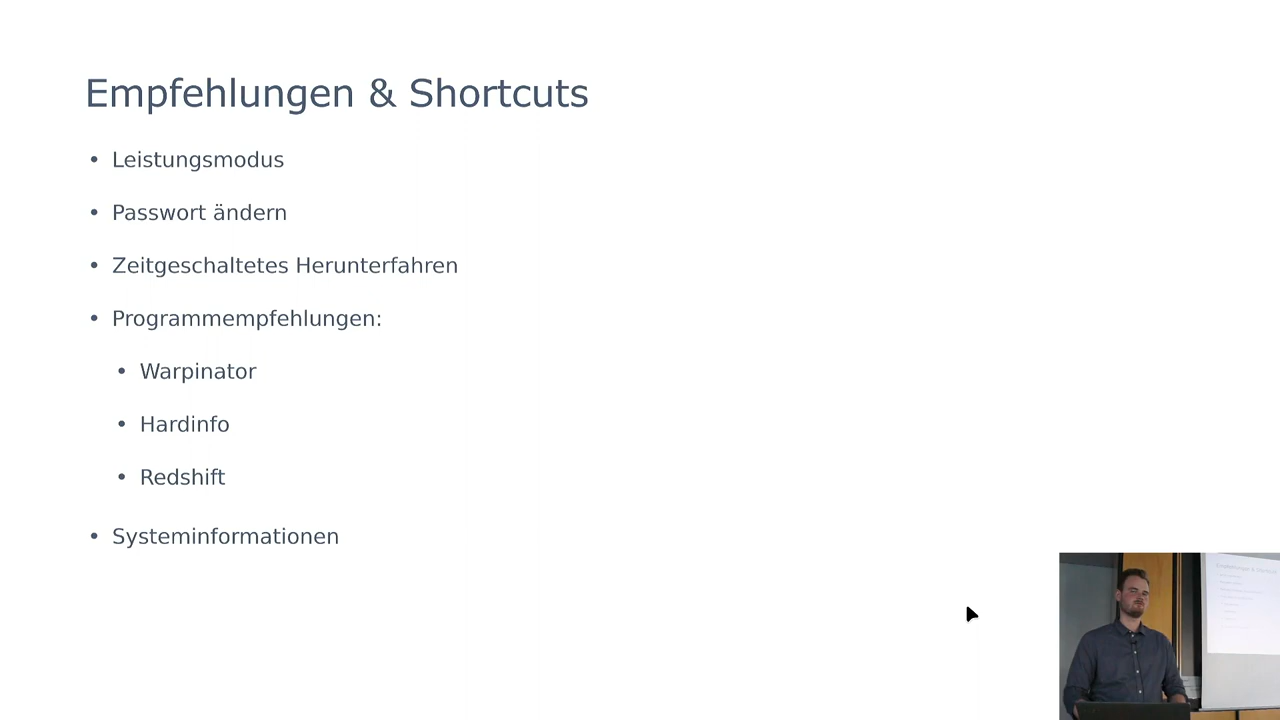 Empfehlungen & Shortcuts
• Leistungsmodus
• Passwort ändern
• Zeitgeschaltetes Herunterfahren
• Programmempfehlungen:
• Warpinator
• Hardinfo
• Redshift
• Systeminformationen